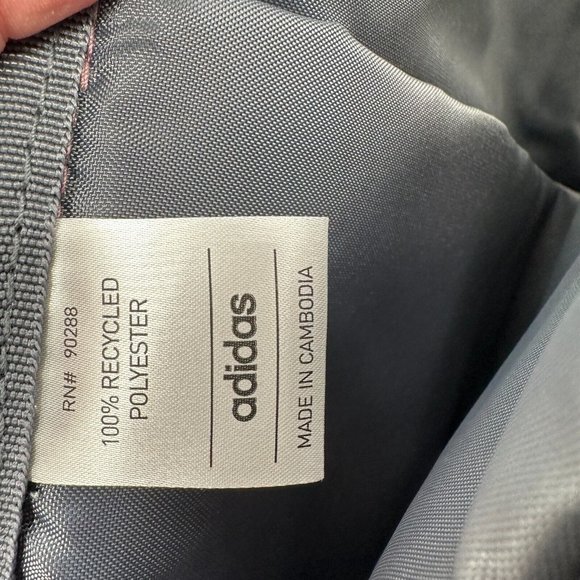 RN# 90288
100% RECYCLED
POLYESTER
adidas
MADE IN CAMBODIA